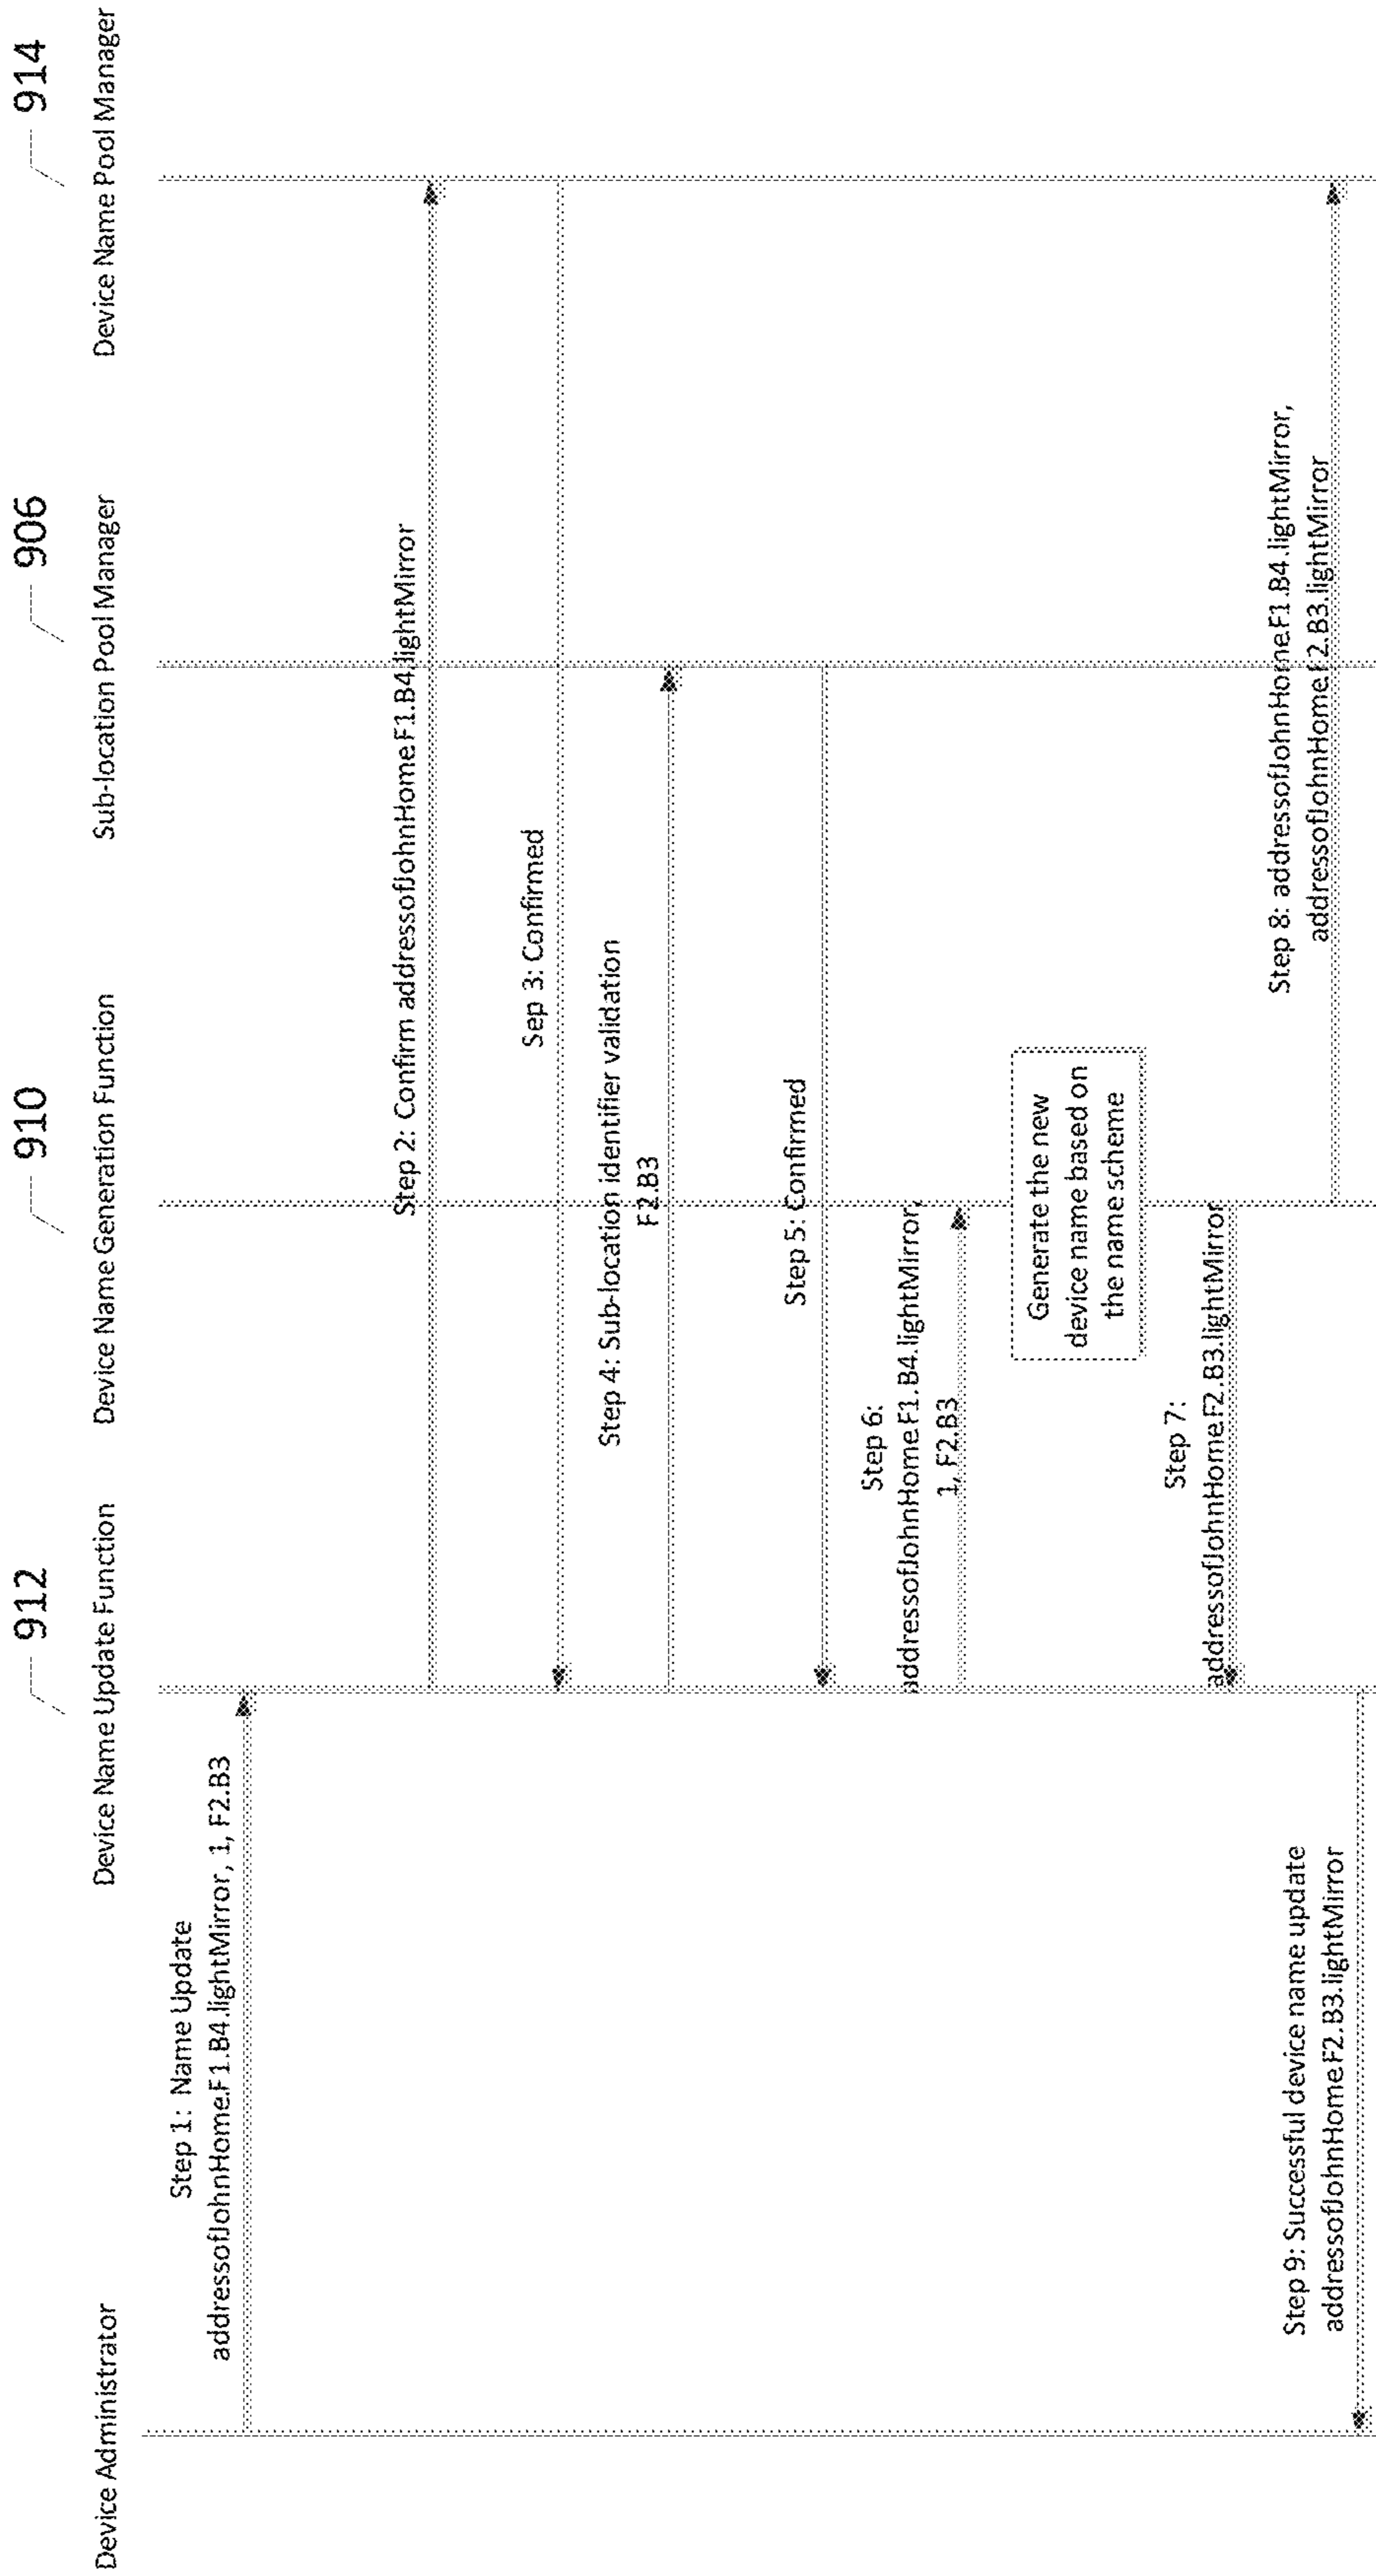 912
910
906
914
Device Administrator
Device Name Update Function
Device Name Generation Function
Sub-location Pool Manager
Device Name Pool Manager
Step 1: Name Update
addressofJohnHome.F1.B4.lightMirror, 1, F2.B3
Step 2: Confirm addressofJohnHome.F1.B4.lightMirror
Sep 3: Confirmed
Step 4: Sub-location identifier validation
F2.B3
Step 5: Confirmed
Step 6:
addressofJohnHome.F1.B4.lightMirror,
1, F2.B3
Generate the new
device name based on
the name scheme
Step 7:
addressofJohnHome.F2.B3.lightMirror
Step 8: addressofJohnHome.F1.B4.lightMirror,
addressofJohnHome.F2.B3.lightMirror
Step 9: Successful device name update
addressofJohnHome.F2.B3.lightMirror